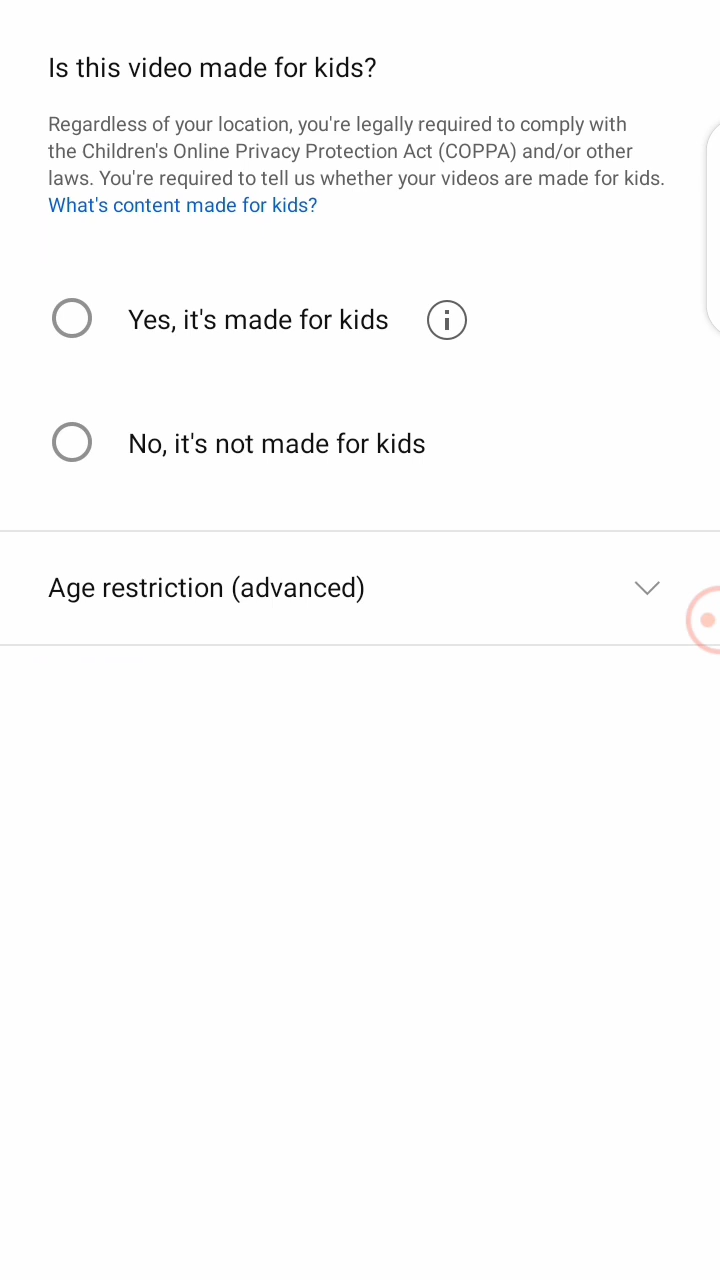 Is this video made for kids?
Regardless of your location, you're legally required to comply with
the Children's Online Privacy Protection Act (COPPA) and/or other
laws. You're required to tell us whether your videos are made for kids.
What's content made for kids?
Yes, it's made for kids
No, it's not made for kids
Age restriction (advanced)